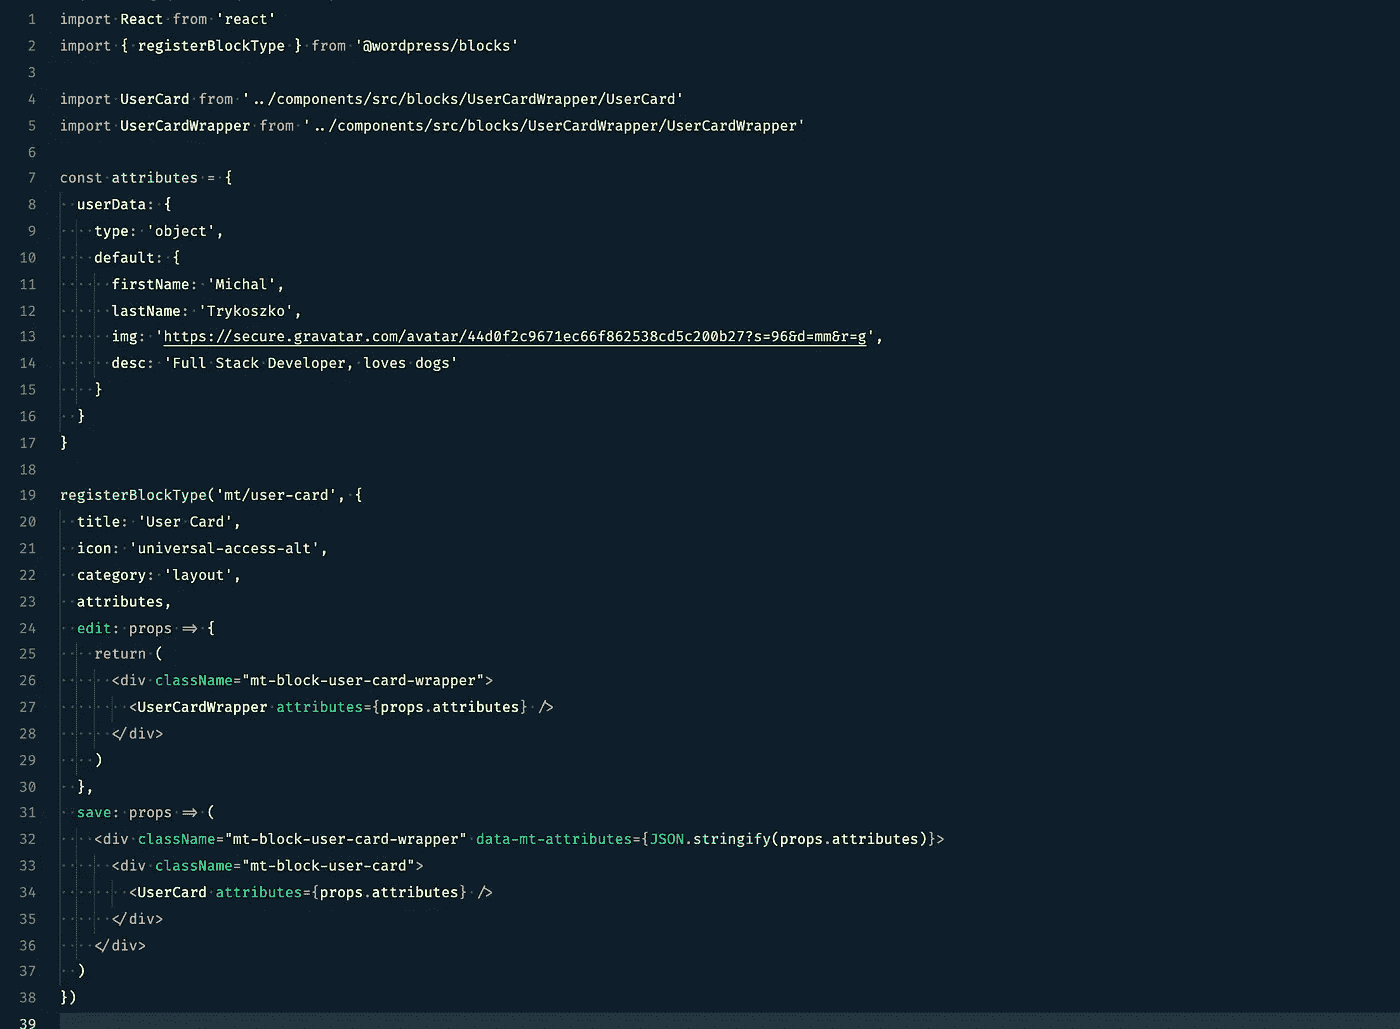 1 import React from 'react'
2 import { registerBlockType } from '@wordpress/blocks'
3
4 import UserCard from '../components/src/blocks/UserCardWrapper/UserCard'
5 import UserCardWrapper from '../components/src/blocks/UserCardWrapper/UserCardWrapper'
6
7 const attributes = {
8   userData: {
9     type: 'object',
10     default: {
11       firstName: 'Michal',
12       lastName: 'Trykoszko',
13       img: 'https://secure.gravatar.com/avatar/44d0f2c9671ec66f862538cd5c200b27?s=96&d=mm&r=g',
14       desc: 'Full Stack Developer, loves dogs'
15     }
16   }
17 }
18
19 registerBlockType('mt/user-card', {
20   title: 'User Card',
21   icon: 'universal-access-alt',
22   category: 'layout',
23   attributes,
24   edit: props => {
25     return (
26       <div className="mt-block-user-card-wrapper">
27         <UserCardWrapper attributes={props.attributes} />
28       </div>
29     )
30   },
31   save: props => (
32     <div className="mt-block-user-card-wrapper" data-mt-attributes={JSON.stringify(props.attributes)}>
33       <div className="mt-block-user-card">
34         <UserCard attributes={props.attributes} />
35       </div>
36     </div>
37   )
38 })
39